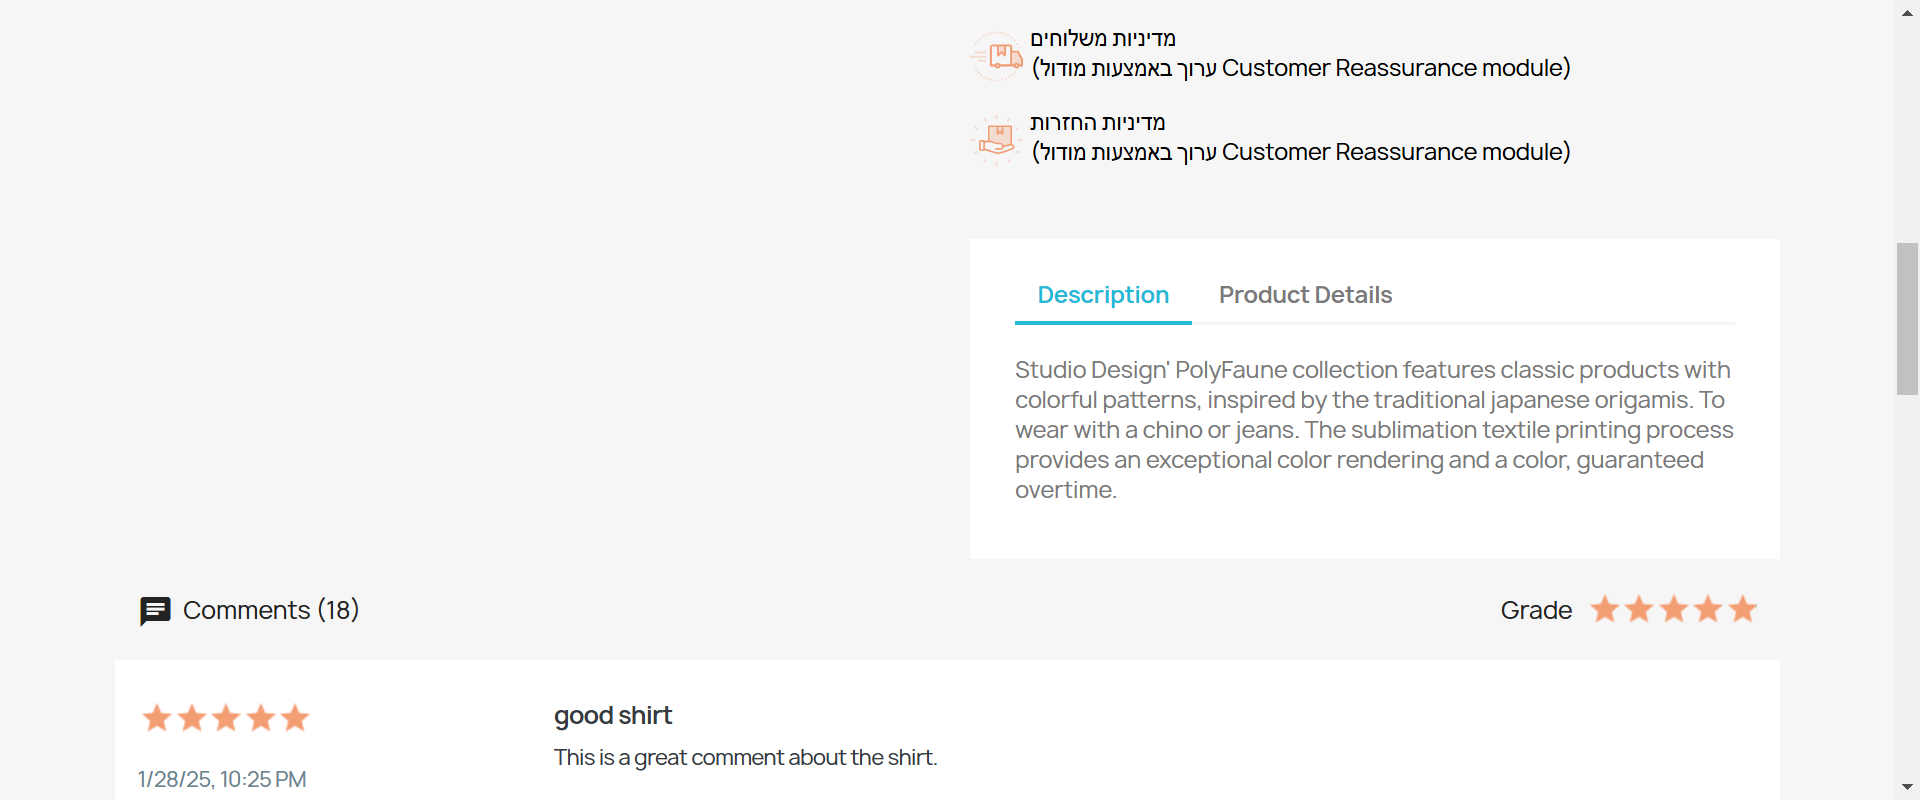 מדיניות משלוחים
(ערוך באמצעות מודול Customer Reassurance module)
מדיניות החזרות
(ערוך באמצעות מודול Customer Reassurance module)
Description Product Details
Studio Design' PolyFaune collection features classic products with
colorful patterns, inspired by the traditional japanese origamis. To
wear with a chino or jeans. The sublimation textile printing process
provides an exceptional color rendering and a color, guaranteed
overtime.
Comments (18) Grade
good shirt
This is a great comment about the shirt.
1/28/25, 10:25 PM